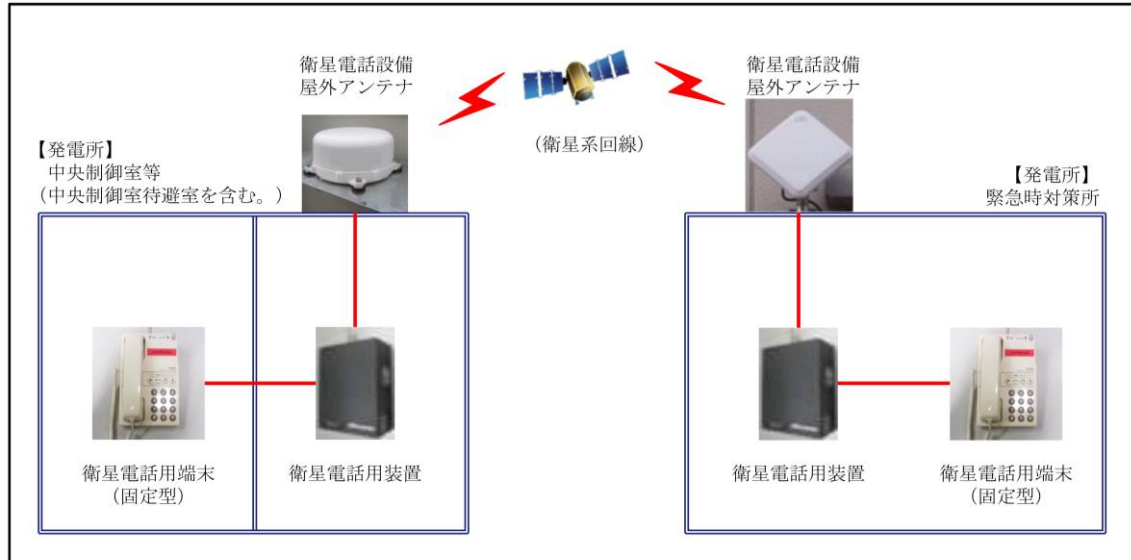 衛星電話設備
屋外アンテナ
衛星電話設備
屋外アンテナ
(衛星系回線)
【発電所】
中央制御室等
(中央制御室待避室を含む。)
【発電所】
緊急時対策所
衛星電話用端末
(固定型)
衛星電話用装置
衛星電話用装置
衛星電話用端末
(固定型)